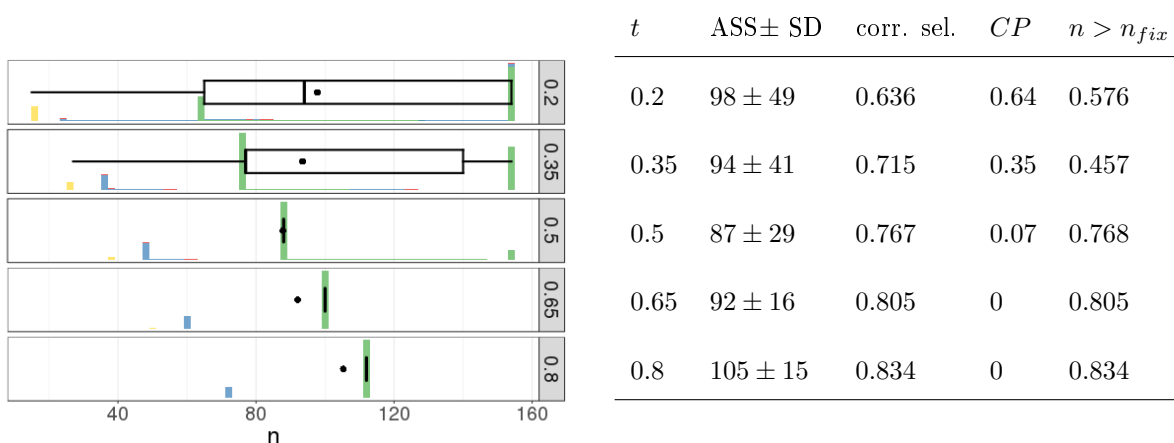 0.2
0.35
0.5
0.65
0.8
40 80 120 160
n
t ASS± SD corr. sel. CP n > n_{fix}
0.2 98 ± 49 0.636 0.64 0.576
0.35 94 ± 41 0.715 0.35 0.457
0.5 87 ± 29 0.767 0.07 0.768
0.65 92 ± 16 0.805 0 0.805
0.8 105 ± 15 0.834 0 0.834